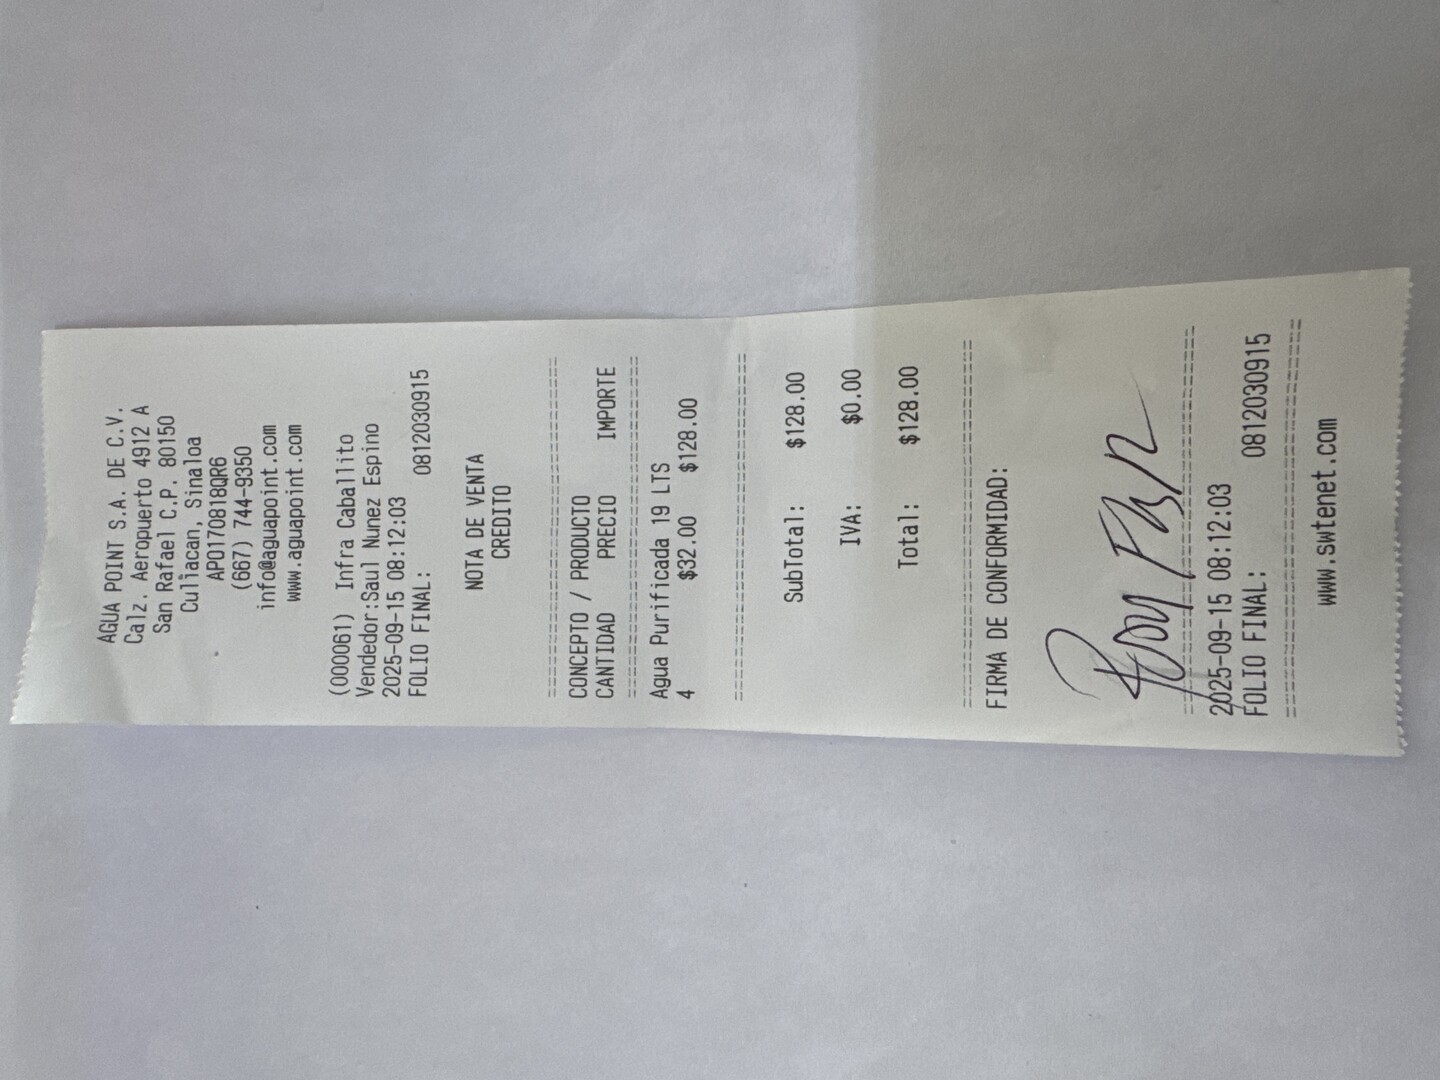 AGUA POINT S.A. DE C.V.
Calz. Aeropuerto 4912 A
San Rafael C.P. 80150
Culiacan, Sinaloa
APO170818QR6
(667) 744-9350
info@aguapoint.com
www.aguapoint.com
(000061) Infra Caballito
Vendedor:Saul Nunez Espino
2025-09-15 08:12:03
FOLIO FINAL: 0812030915
NOTA DE VENTA
CREDITO
CONCEPTO / PRODUCTO
CANTIDAD PRECIO IMPORTE
Agua Purificada 19 LTS
4 $32.00 $128.00
SubTotal: $128.00
IVA: $0.00
Total: $128.00
FIRMA DE CONFORMIDAD:
2025-09-15 08:12:03
FOLIO FINAL: 0812030915
www.swtenet.com